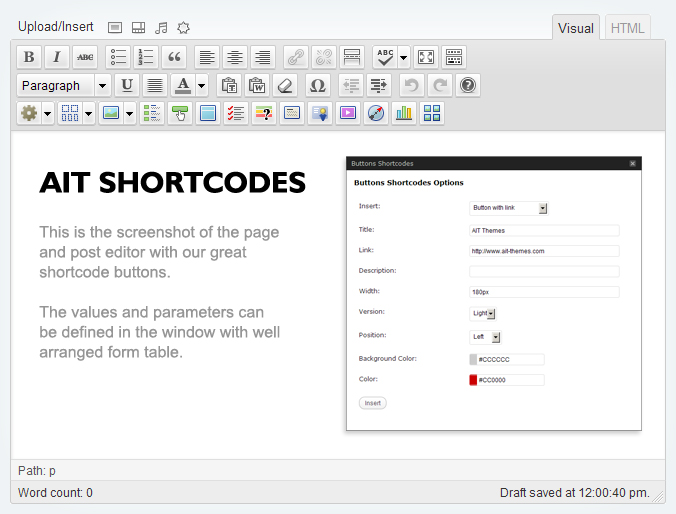 Upload/Insert
Visual
HTML
B I ABC
ABC
Paragraph U A
T W Ω ?
AIT SHORTCODES
This is the screenshot of the page
and post editor with our great
shortcode buttons.
The values and parameters can
be defined in the window with well
arranged form table.
Buttons Shortcodes
Buttons Shortcodes Options
Insert: Button with link
Title: AIT Themes
Link: http://www.ait-themes.com
Description:
Width: 180px
Version: Light
Position: Left
Background Color: #CCCCCC
Color: #CC0000
Insert
Path: p
Word count: 0
Draft saved at 12:00:40 pm.